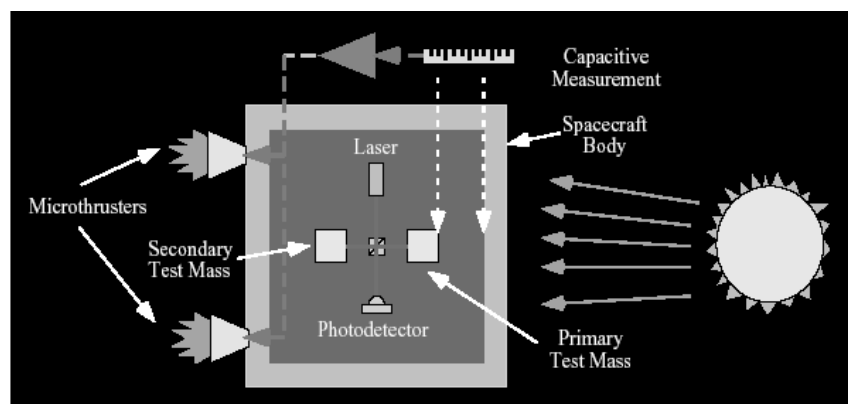 Capacitive
Measurement
Spacecraft
Body
Laser
Microthrusters
Secondary
Test Mass
Photodetector
Primary
Test Mass